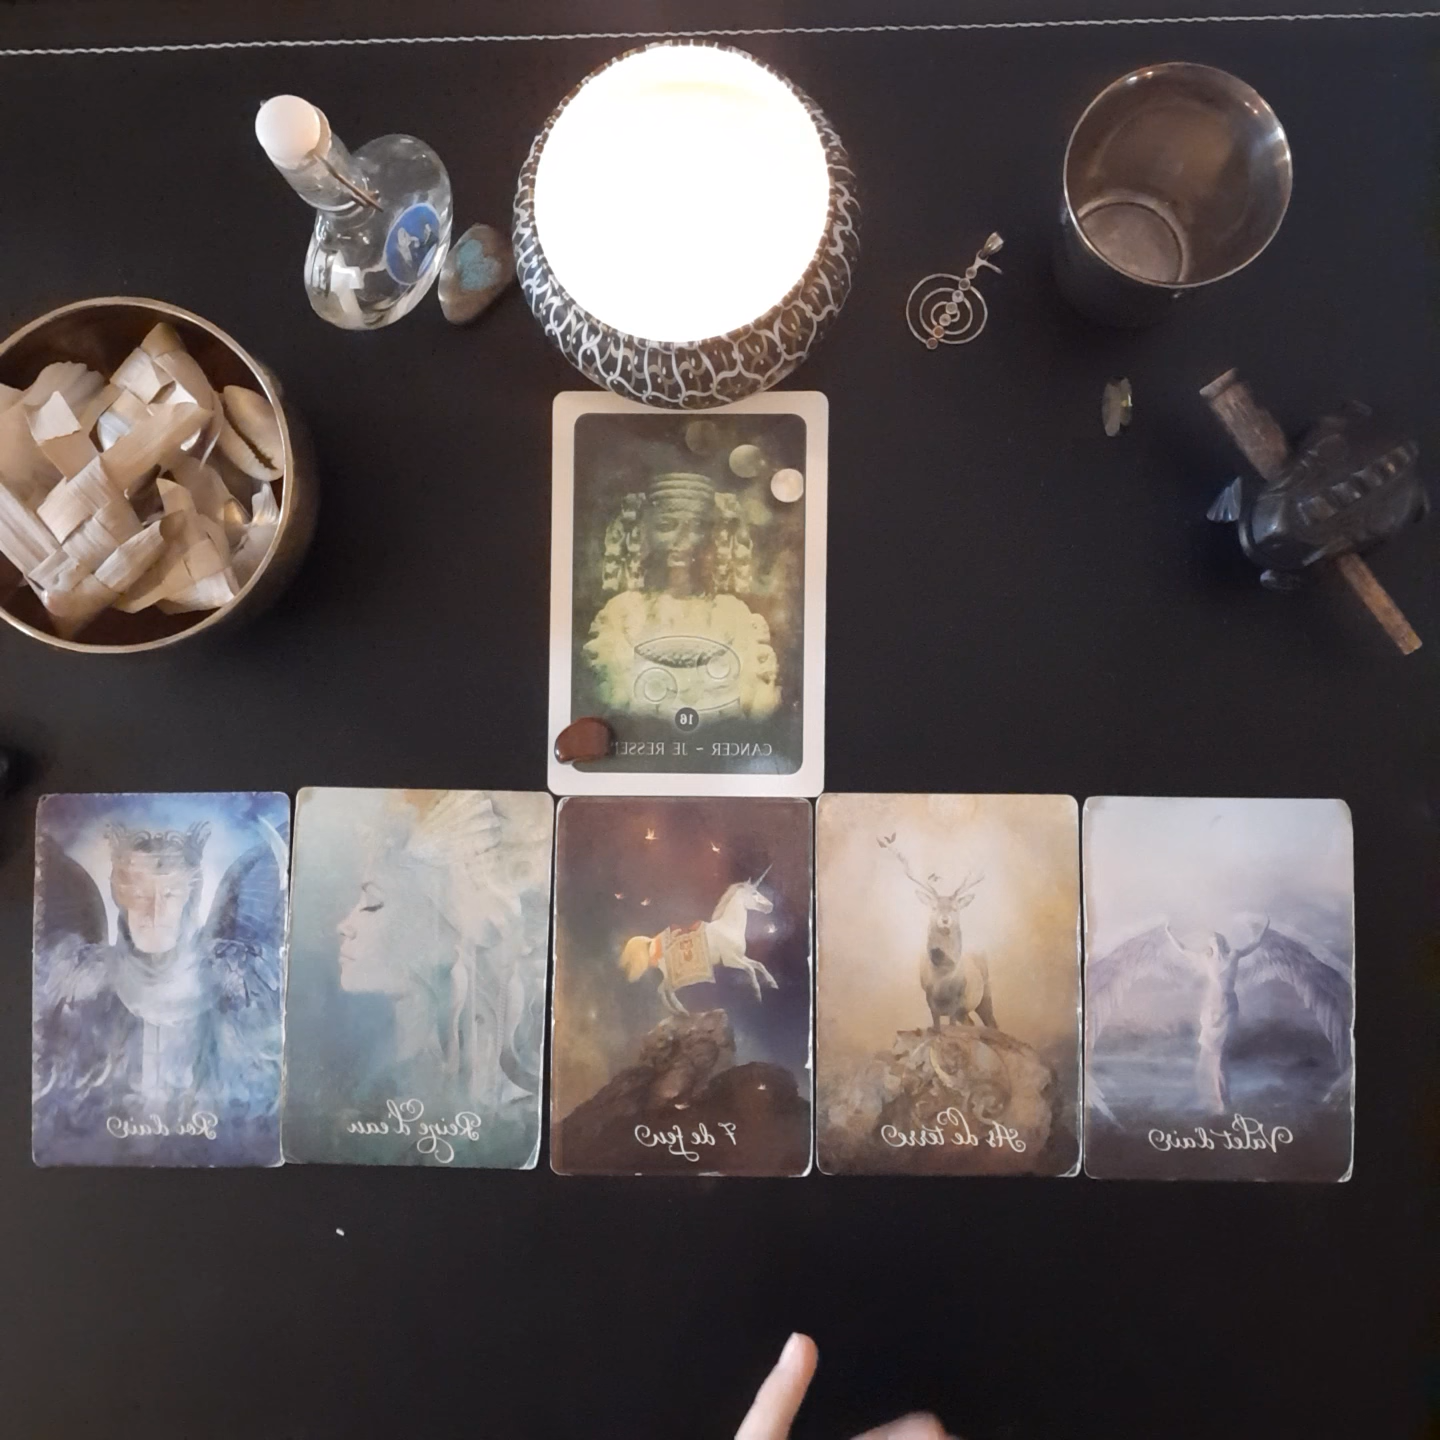 16
CANCER ~ JE RESSE
Roi d'air
Reine d'eau
7 de feu
As de terre
Valet d'air